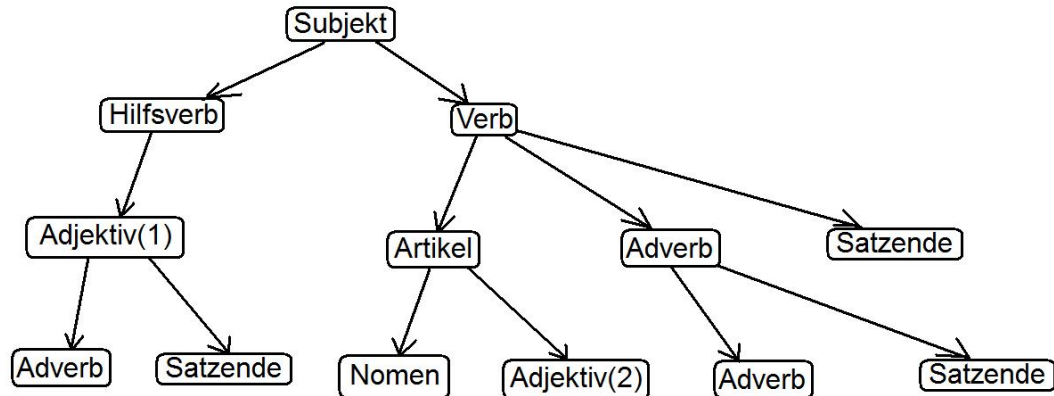 Subjekt
Hilfsverb
Verb
Adjektiv(1)
Artikel
Adverb
Satzende
Adverb
Satzende
Nomen
Adjektiv(2)
Adverb
Satzende